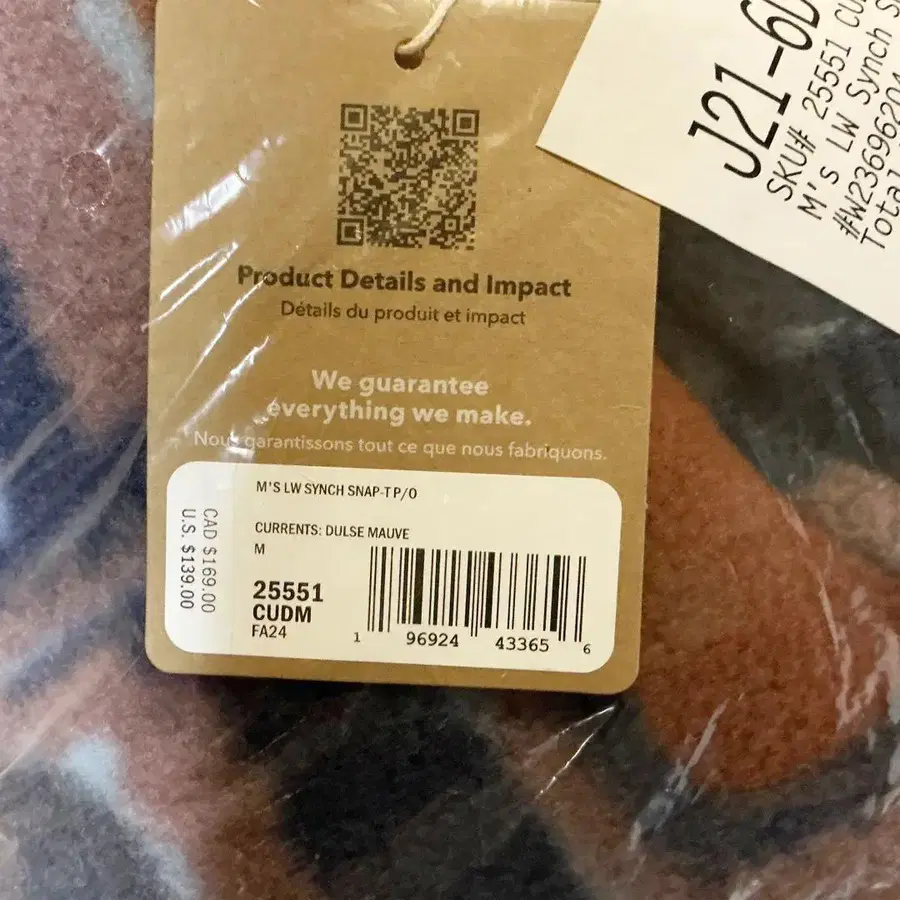 Product Details and Impact
Détails du produit et impact
We guarantee
everything we make.
Nous garantissons tout ce que nous fabriquons.
M'S LW SYNCH SNAP-T P/O
CURRENTS: DULSE MAUVE
M
25551
CUDM
FA24
CAD $169.00
U.S. $139.00
1 96924 43365 6
J21-6D
SKU# 25551 CU
M's LW Synch S
#W23696204
Total